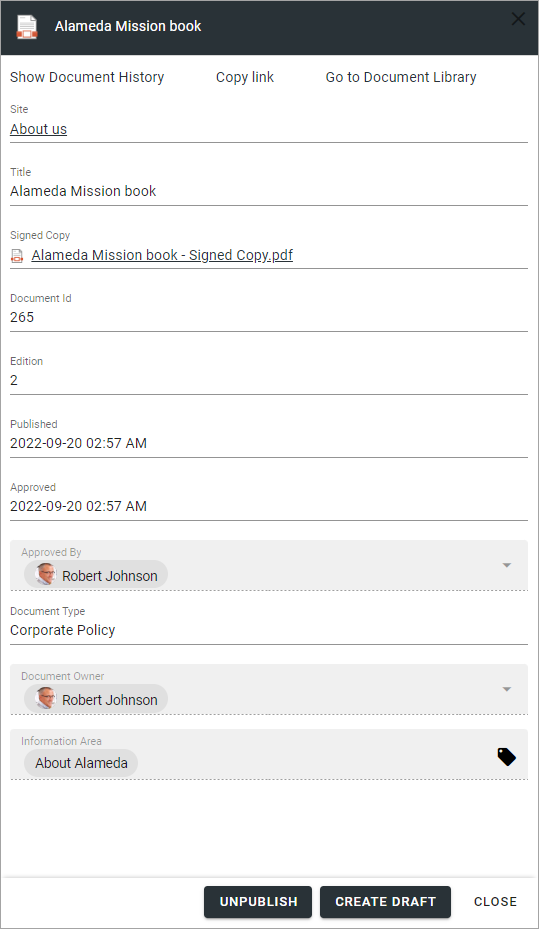 Alameda Mission book
Show Document History Copy link Go to Document Library
Site
About us
Title
Alameda Mission book
Signed Copy
Alameda Mission book - Signed Copy.pdf
Document Id
265
Edition
2
Published
2022-09-20 02:57 AM
Approved
2022-09-20 02:57 AM
Approved By
Robert Johnson
Document Type
Corporate Policy
Document Owner
Robert Johnson
Information Area
About Alameda
UNPUBLISH CREATE DRAFT CLOSE